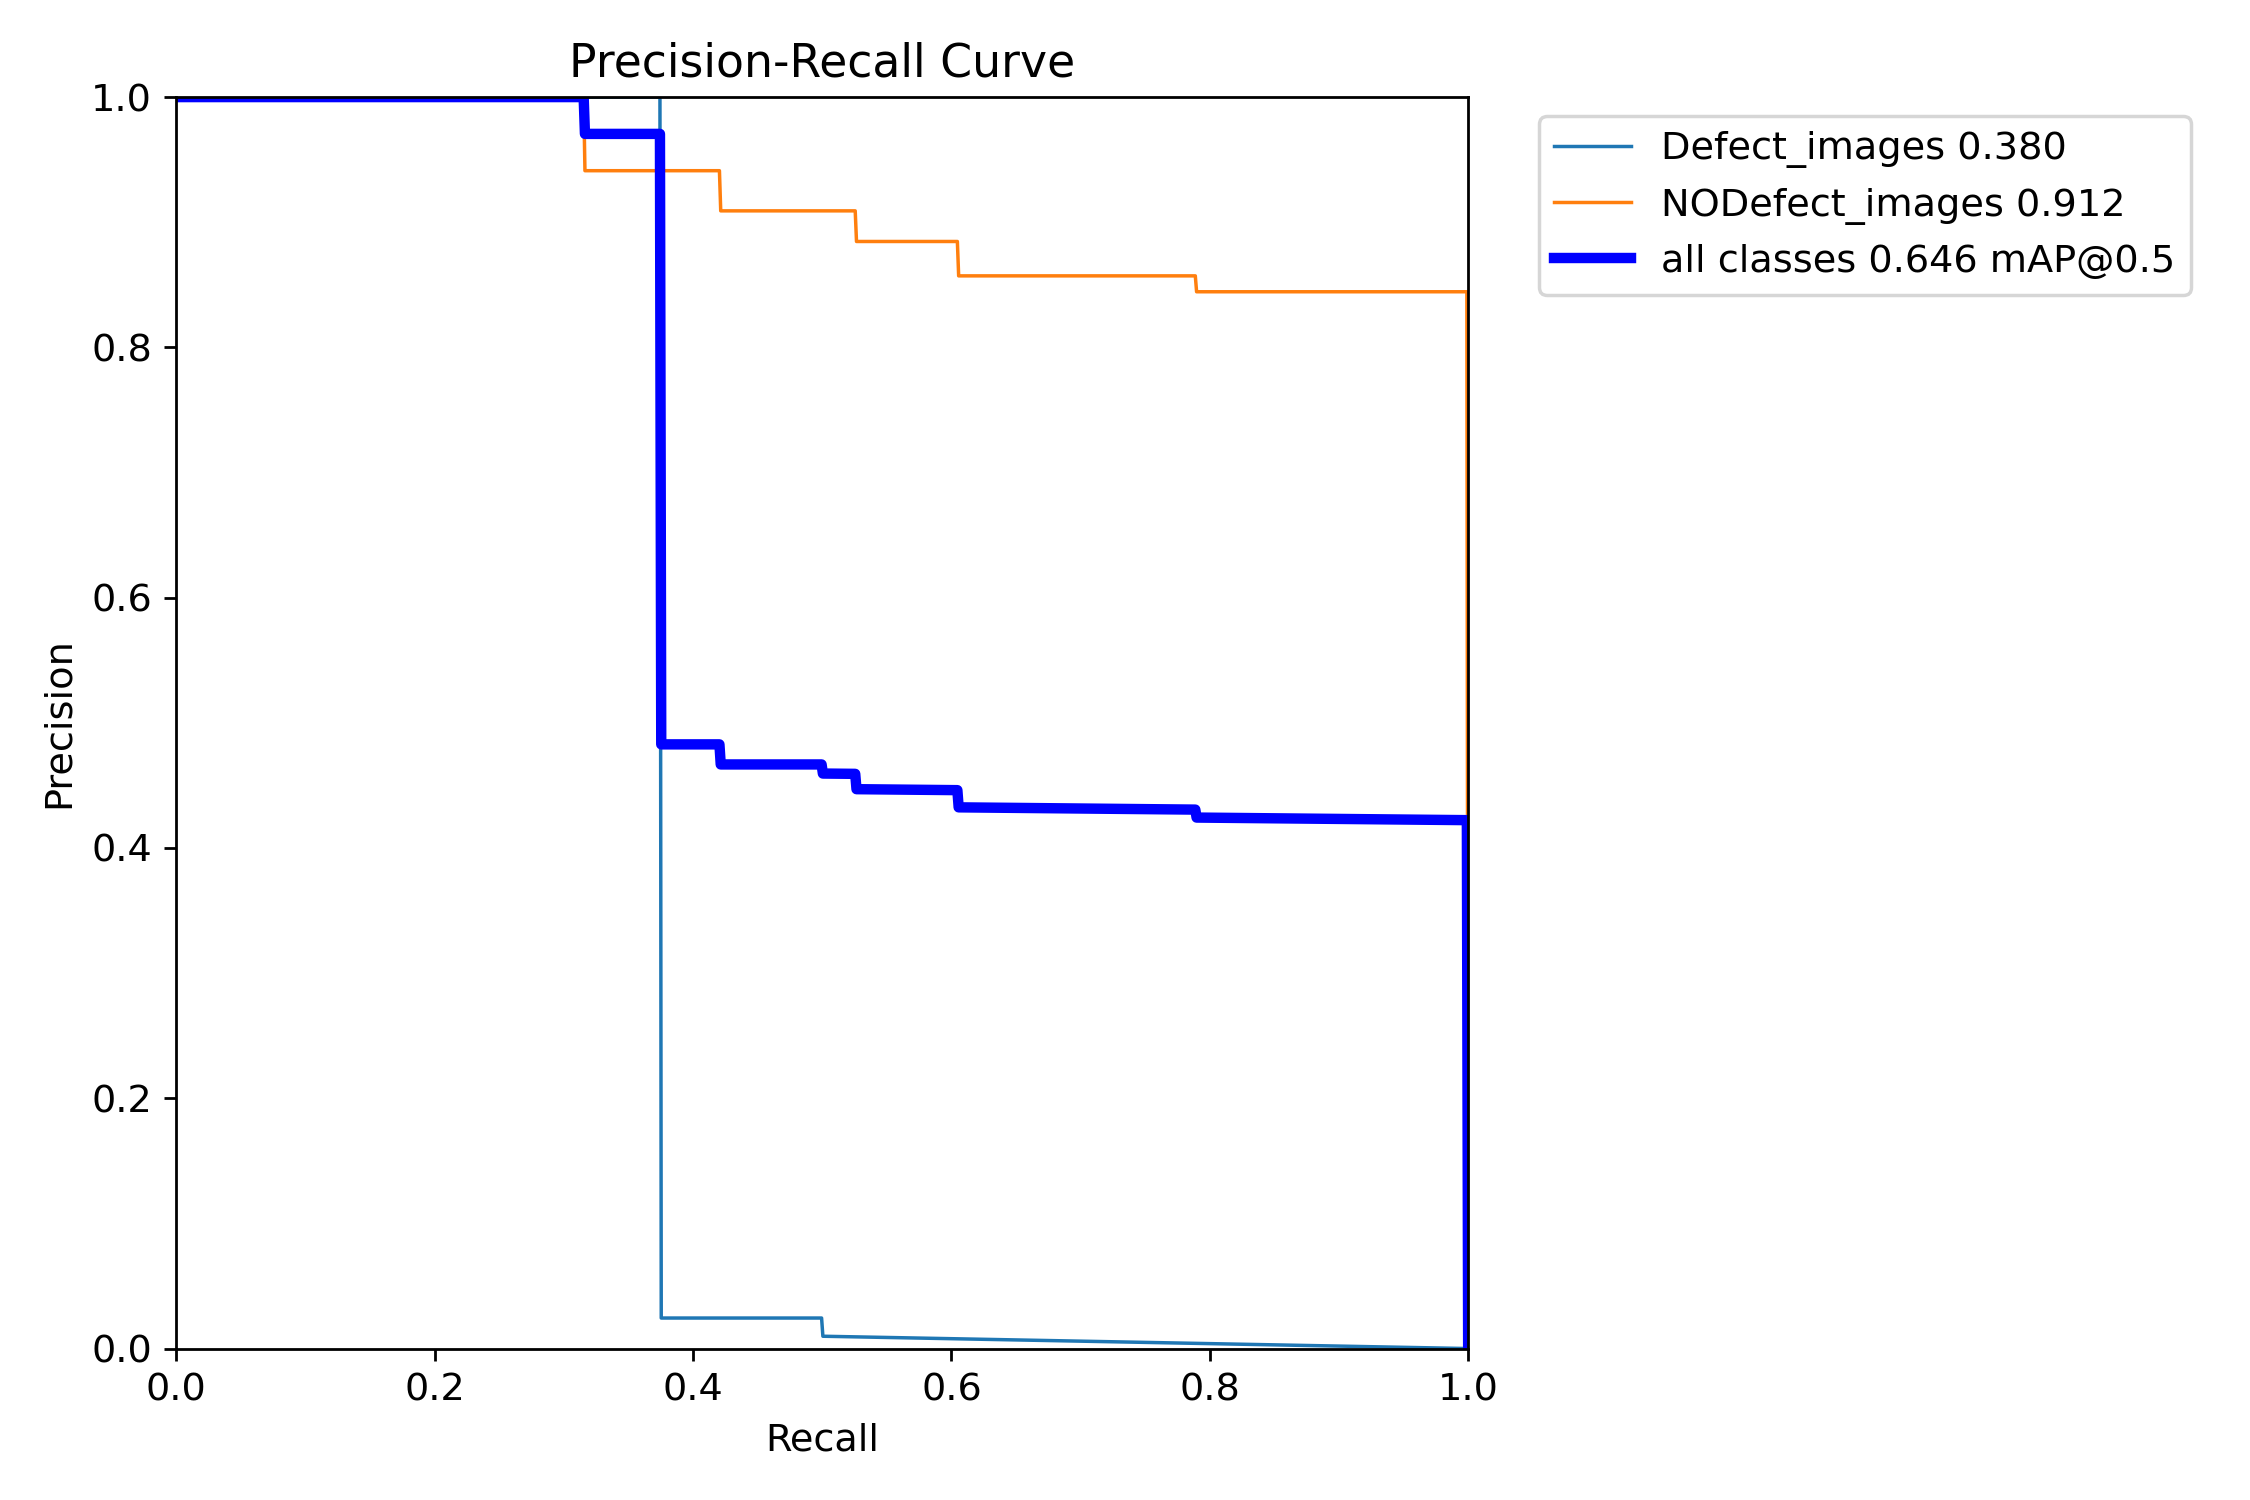 Precision-Recall Curve
1.0
0.8
0.6
0.4
0.2
0.0
Precision
0.0 0.2 0.4 0.6 0.8 1.0
Recall
Defect_images 0.380
NODefect_images 0.912
all classes 0.646 mAP@0.5